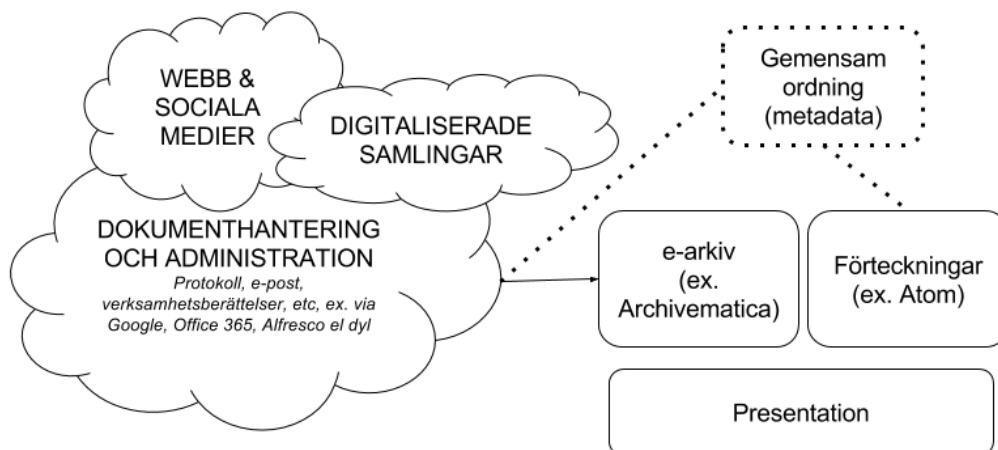 WEBB &
SOCIALA
MEDIER
DIGITALISERADE
SAMLINGAR
DOKUMENTHANTERING
OCH ADMINISTRATION
Protokoll, e-post,
verksamhetsberättelser, etc, ex. via
Google, Office 365, Alfresco el dyl
Gemensam
ordning
(metadata)
e-arkiv
(ex.
Archivematica)
Förteckningar
(ex. Atom)
Presentation